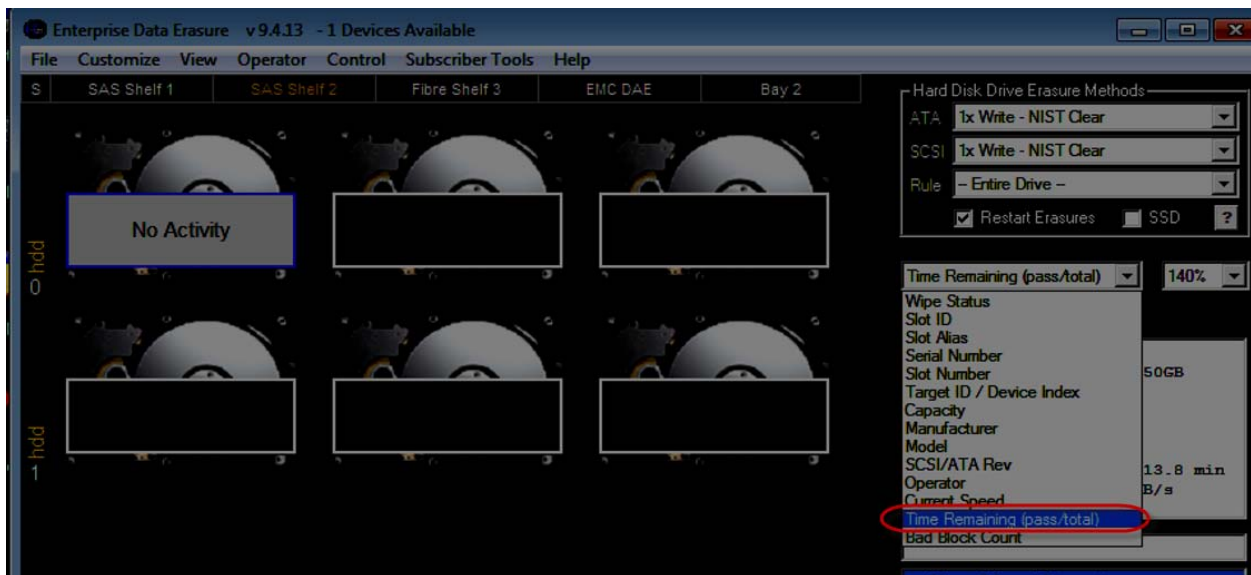 Enterprise Data Erasure v 9.4.13 - 1 Devices Available
File Customize View Operator Control Subscriber Tools Help
S SAS Shelf 1 SAS Shelf 2 Fibre Shelf 3 EMC DAE Bay 2
Hard Disk Drive Erasure Methods
ATA 1x Write - NIST Clear
SCSI 1x Write - NIST Clear
Rule -- Entire Drive --
Restart Erasures SSD ?
No Activity
hdd
0
hdd
1
Time Remaining (pass/total) 140%
Wipe Status
Slot ID
Slot Alias
Serial Number
Slot Number
50GB
Target ID / Device Index
Capacity
Manufacturer
Model
SCSI/ATA Rev
13.8 min
Operator
B/s
Current Speed
Time Remaining (pass/total)
Bad Block Count